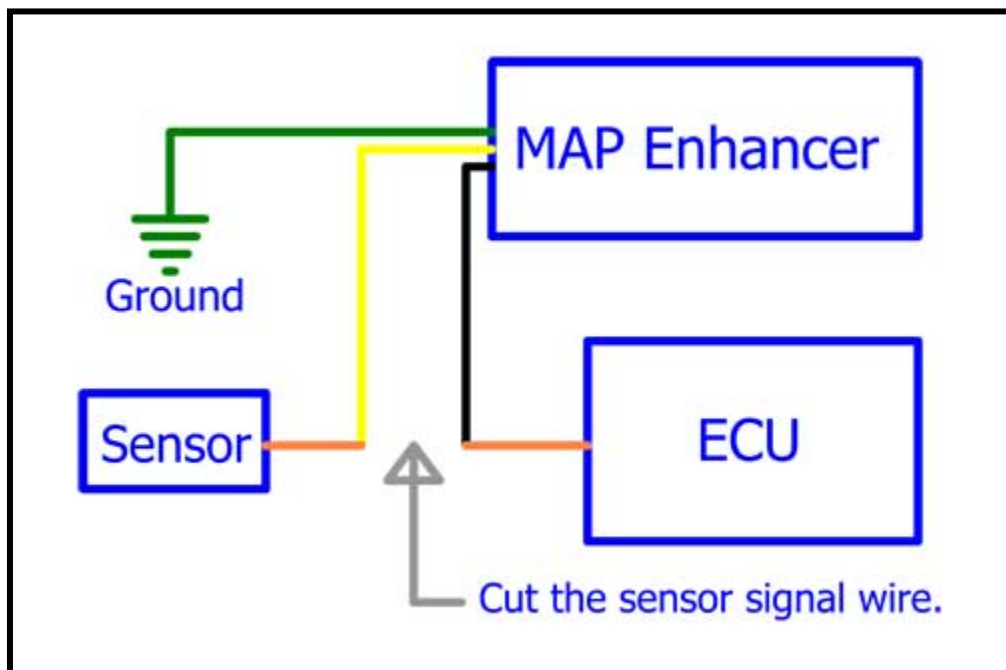 MAP Enhancer
Ground
Sensor
ECU
Cut the sensor signal wire.